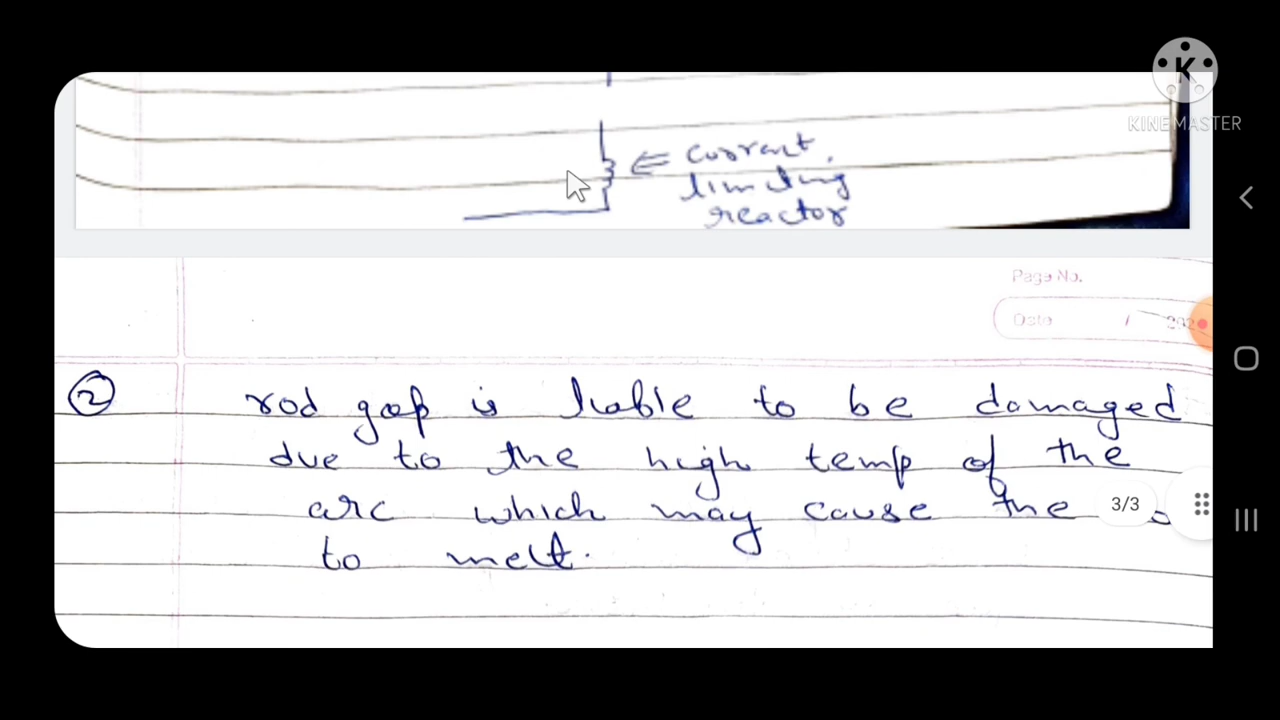 KINEMASTER
⇐ current
limiting
reactor
Page No.
Date / 202
② rod gap is liable to be damaged
due to the high temp of the
arc which may cause the
to melt.
3/3